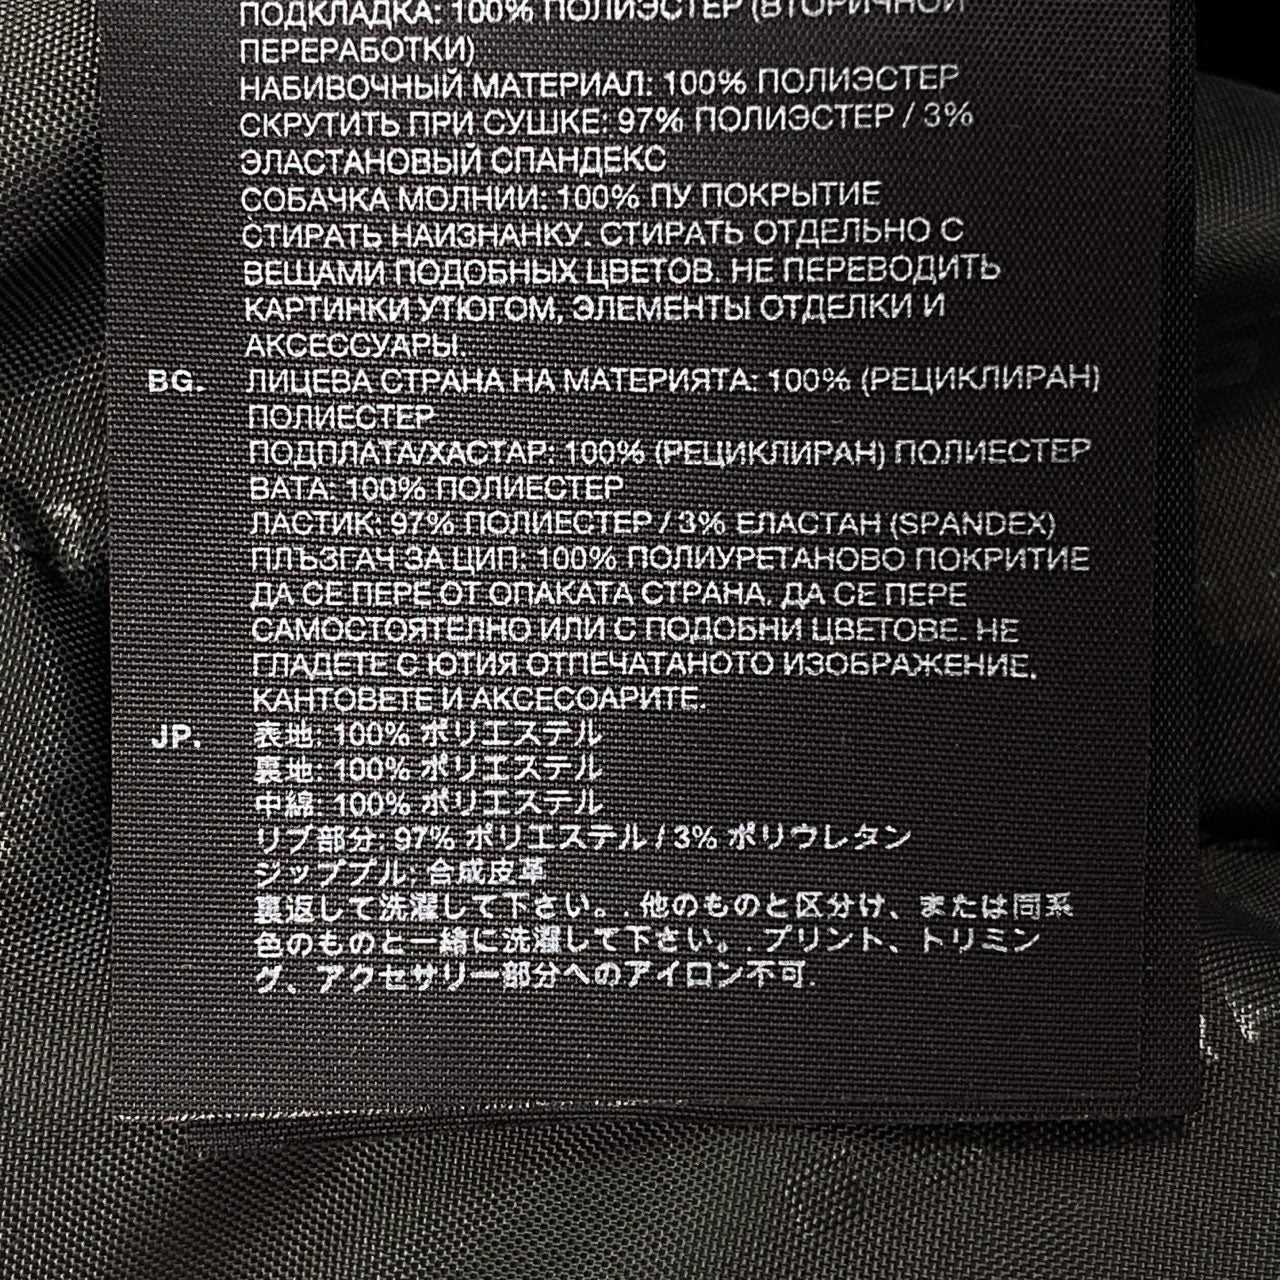 ПОДКЛАДКА: 100% ПОЛИЭСТЕР (ВТОРИЧНОЙ
ПЕРЕРАБОТКИ)
НАБИВОЧНЫЙ МАТЕРИАЛ: 100% ПОЛИЭСТЕР
СКРУТИТЬ ПРИ СУШКЕ: 97% ПОЛИЭСТЕР / 3%
ЭЛАСТАНОВЫЙ СПАНДЕКС
СОБАЧКА МОЛНИИ: 100% ПУ ПОКРЫТИЕ
СТИРАТЬ НАИЗНАНКУ. СТИРАТЬ ОТДЕЛЬНО С
ВЕЩАМИ ПОДОБНЫХ ЦВЕТОВ. НЕ ПЕРЕВОДИТЬ
КАРТИНКИ УТЮГОМ, ЭЛЕМЕНТЫ ОТДЕЛКИ И
АКСЕССУАРЫ.
BG. ЛИЦЕВА СТРАНА НА МАТЕРИЯТА: 100% (РЕЦИКЛИРАН)
ПОЛИЕСТЕР
ПОДПЛАТА/ХАСТАР: 100% (РЕЦИКЛИРАН) ПОЛИЕСТЕР
ВАТА: 100% ПОЛИЕСТЕР
ЛАСТИК: 97% ПОЛИЕСТЕР / 3% ЕЛАСТАН (SPANDEX)
ПЛЪЗГАЧ ЗА ЦИП: 100% ПОЛИУРЕТАНОВО ПОКРИТИЕ
ДА СЕ ПЕРЕ ОТ ОПАКАТА СТРАНА. ДА СЕ ПЕРЕ
САМОСТОЯТЕЛНО ИЛИ С ПОДОБНИ ЦВЕТОВЕ. НЕ
ГЛАДЕТЕ С ЮТИЯ ОТПЕЧАТАНОТО ИЗОБРАЖЕНИЕ,
КАНТОВЕТЕ И АКСЕСОАРИТЕ.
JP. 表地: 100% ポリエステル
裏地: 100% ポリエステル
中綿: 100% ポリエステル
リブ部分: 97% ポリエステル / 3% ポリウレタン
ジッププル: 合成皮革
裏返して洗濯して下さい。. 他のものと区分け、または同系
色のものと一緒に洗濯して下さい。. プリント、トリミン
グ、アクセサリー部分へのアイロン不可.